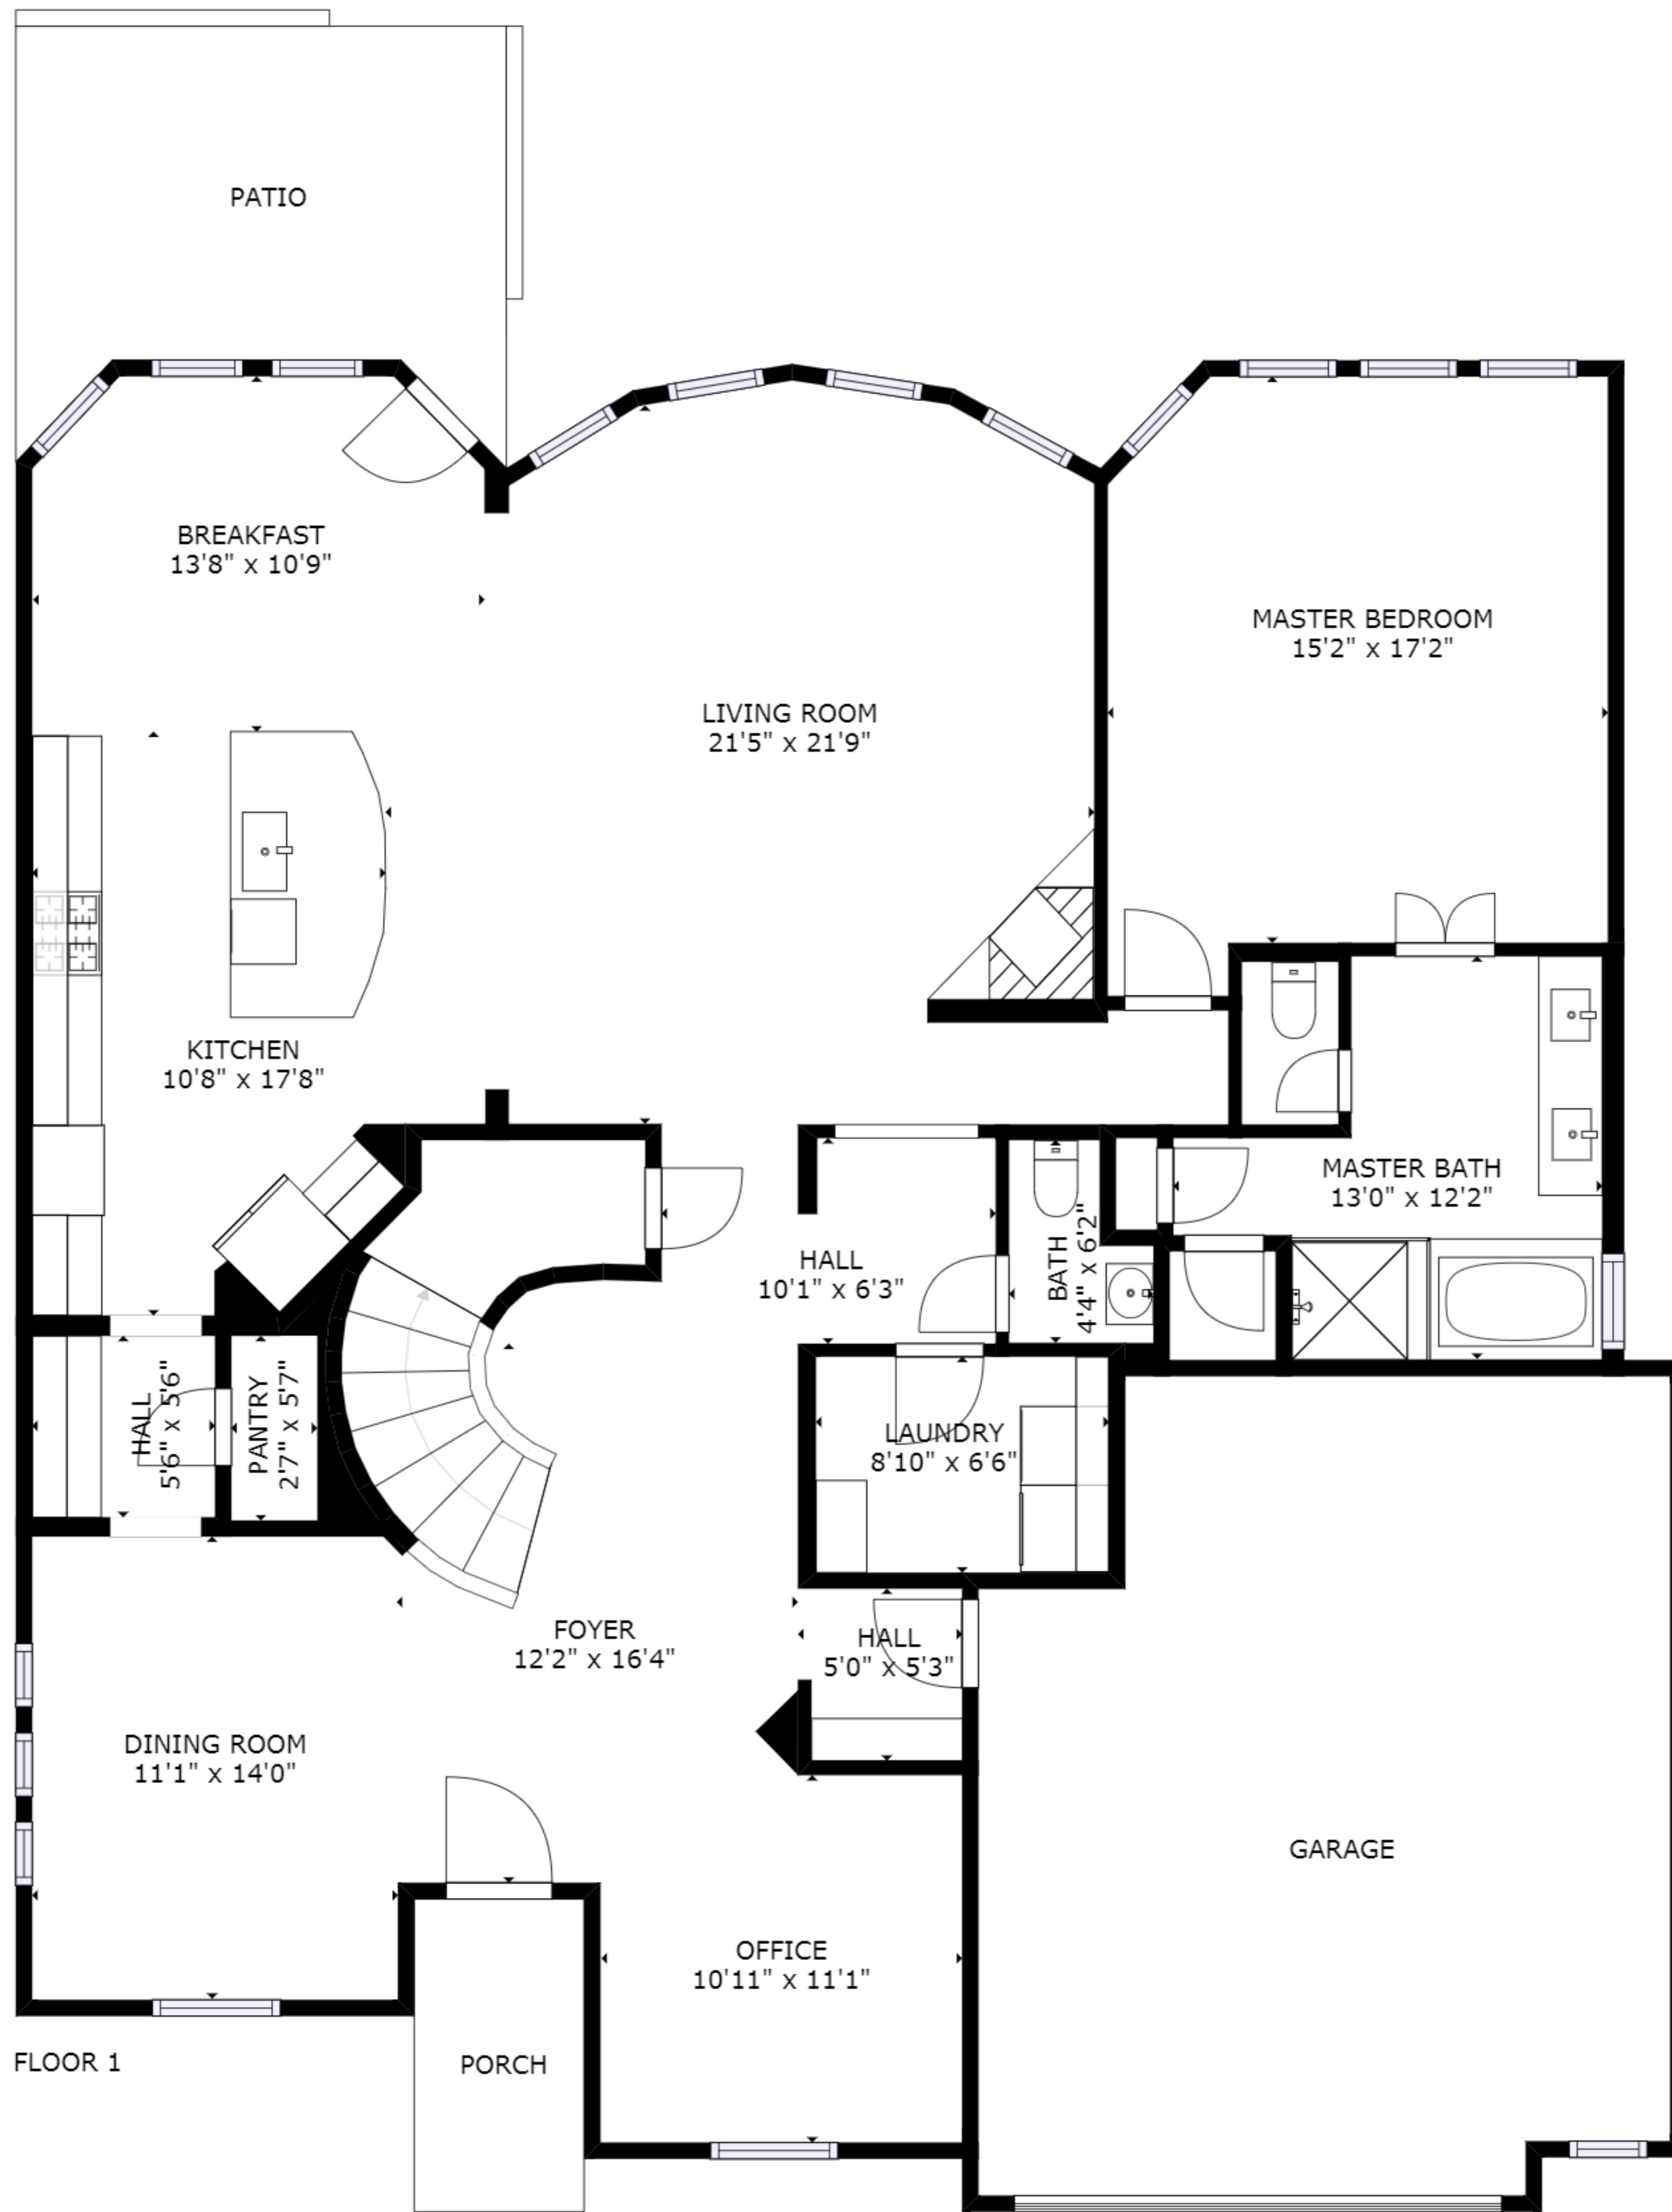 PATIO
BREAKFAST
13'8" x 10'9"
MASTER BEDROOM
15'2" x 17'2"
LIVING ROOM
21'5" x 21'9"
KITCHEN
10'8" x 17'8"
MASTER BATH
13'0" x 12'2"
HALL
10'1" x 6'3"
BATH
4'4" x 6'2"
HALL
5'6" x 5'6"
PANTRY
2'7" x 5'7"
LAUNDRY
8'10" x 6'6"
FOYER
12'2" x 16'4"
HALL
5'0" x 5'3"
DINING ROOM
11'1" x 14'0"
GARAGE
OFFICE
10'11" x 11'1"
FLOOR 1
PORCH